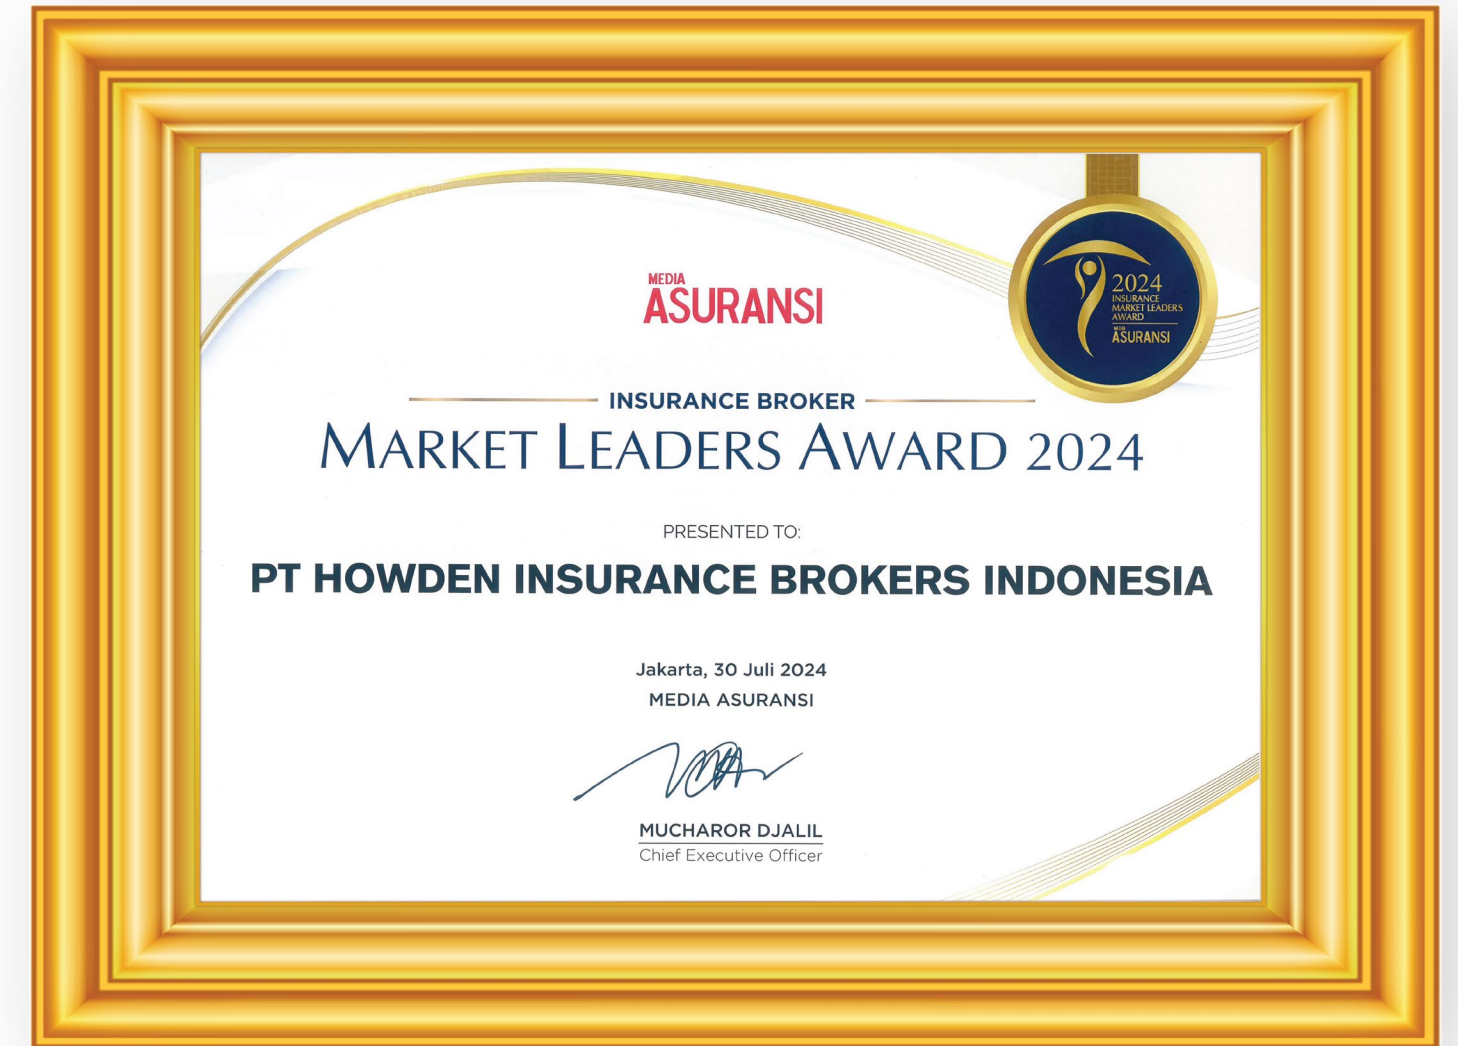 MEDIA
ASURANSI
2024
INSURANCE
MARKET LEADERS
AWARD
MEDIA
ASURANSI
INSURANCE BROKER
MARKET LEADERS AWARD 2024
PRESENTED TO:
PT HOWDEN INSURANCE BROKERS INDONESIA
Jakarta, 30 Juli 2024
MEDIA ASURANSI
MUCHAROR DJALIL
Chief Executive Officer